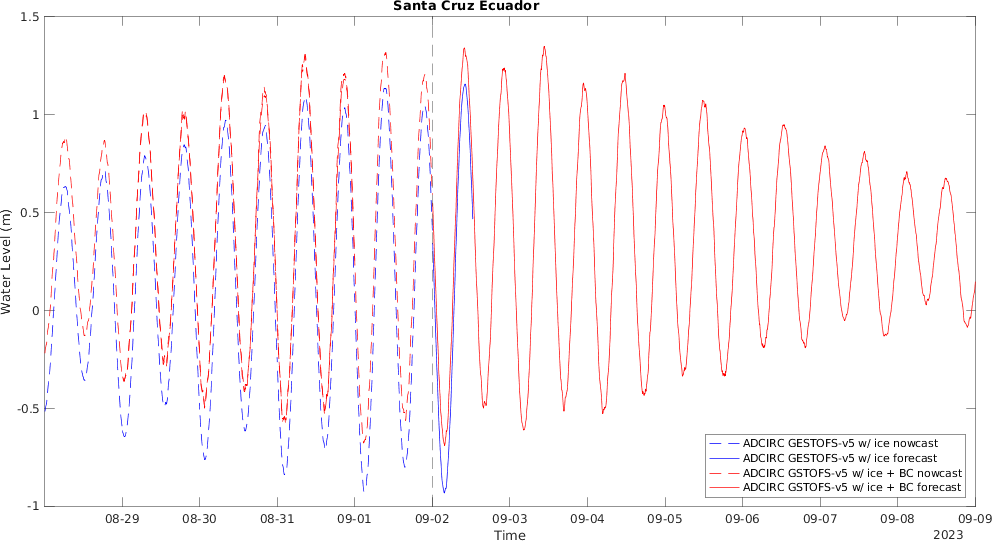 Santa Cruz Ecuador
1.5
1
0.5
0
-0.5
-1
Water Level (m)
08-29 08-30 08-31 09-01 09-02 09-03 09-04 09-05 09-06 09-07 09-08 09-09
Time
2023
ADCIRC GESTOFS-v5 w/ ice nowcast
ADCIRC GESTOFS-v5 w/ ice forecast
ADCIRC GSTOFS-v5 w/ ice + BC nowcast
ADCIRC GSTOFS-v5 w/ ice + BC forecast